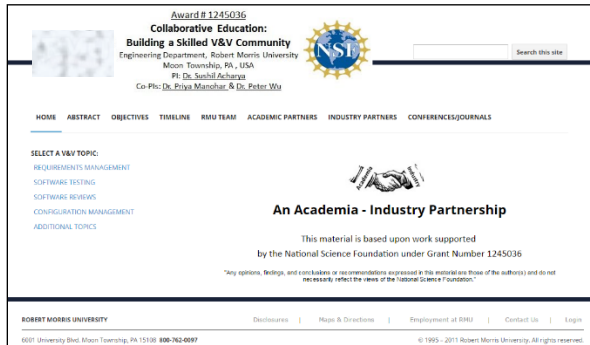 Award # 1245036
Collaborative Education:
Building a Skilled V&V Community
Engineering Department, Robert Morris University
Moon Township, PA , USA
PI: Dr. Sushil Acharya
Co-PIs: Dr. Priya Manohar & Dr. Peter Wu
NSF
Search this site
HOME ABSTRACT OBJECTIVES TIMELINE RMU TEAM ACADEMIC PARTNERS INDUSTRY PARTNERS CONFERENCES/JOURNALS
SELECT A V&V TOPIC:
REQUIREMENTS MANAGEMENT
SOFTWARE TESTING
SOFTWARE REVIEWS
CONFIGURATION MANAGEMENT
ADDITIONAL TOPICS
Academia Industry
An Academia - Industry Partnership
This material is based upon work supported
by the National Science Foundation under Grant Number 1245036
"Any opinions, findings, and conclusions or recommendations expressed in this material are those of the author(s) and do not
necessarily reflect the views of the National Science Foundation."
ROBERT MORRIS UNIVERSITY Disclosures | Maps & Directions | Employment at RMU | Contact Us | Login
6001 University Blvd. Moon Township, PA 15108 800-762-0097 © 1995 - 2011 Robert Morris University, All rights reserved.